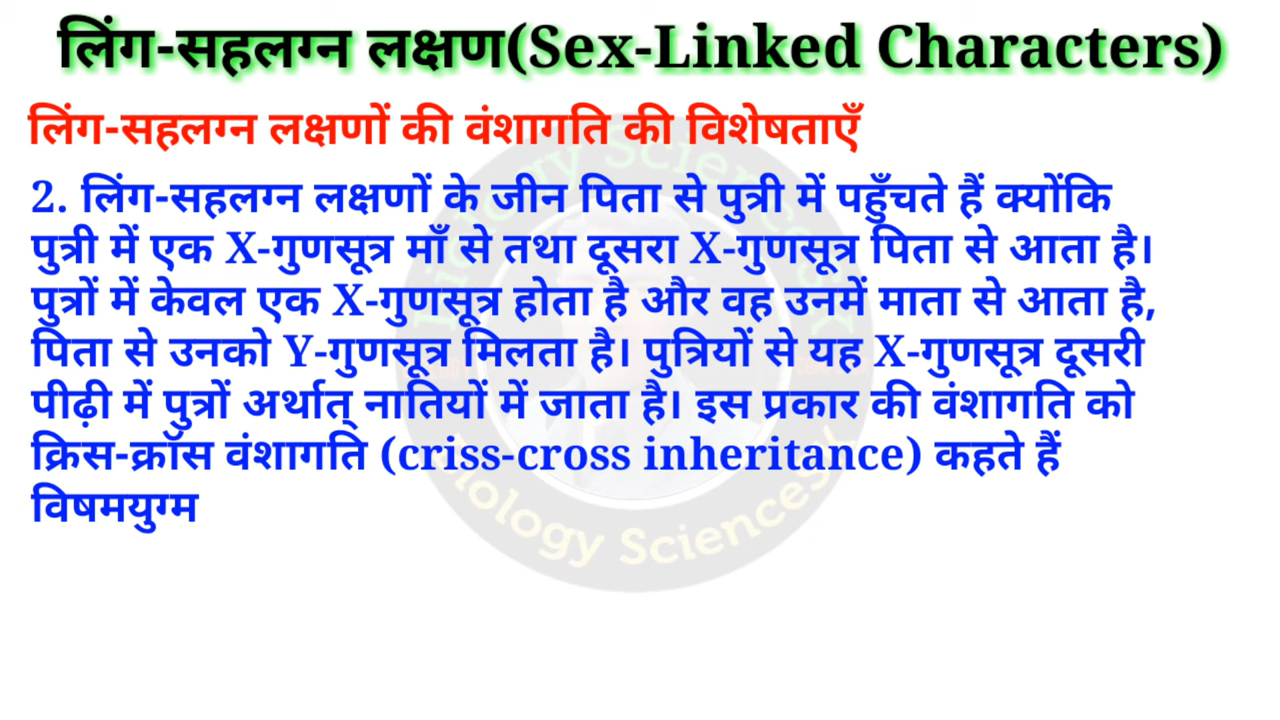 लिंग-सहलग्न लक्षण(Sex-Linked Characters)
लिंग-सहलग्न लक्षणों की वंशागति की विशेषताएँ
2. लिंग-सहलग्न लक्षणों के जीन पिता से पुत्री में पहुँचते हैं क्योंकि
पुत्री में एक X-गुणसूत्र माँ से तथा दूसरा X-गुणसूत्र पिता से आता है।
पुत्रों में केवल एक X-गुणसूत्र होता है और वह उनमें माता से आता है,
पिता से उनको Y-गुणसूत्र मिलता है। पुत्रियों से यह X-गुणसूत्र दूसरी
पीढ़ी में पुत्रों अर्थात् नातियों में जाता है। इस प्रकार की वंशागति को
क्रिस-क्रॉस वंशागति (criss-cross inheritance) कहते हैं
विषमयुग्म